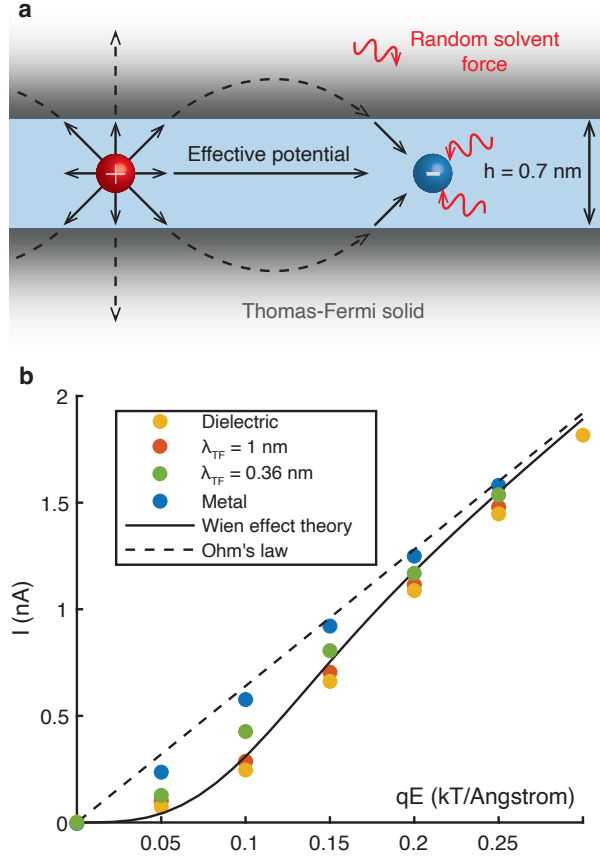 a
Random solvent
force
Effective potential
+
-
h = 0.7 nm
Thomas-Fermi solid
b
2
Dielectric
λTF = 1 nm
λTF = 0.36 nm
Metal
Wien effect theory
Ohm's law
1.5
1
0.5
0
I (nA)
qE (kT/Angstrom)
0.05
0.1
0.15
0.2
0.25